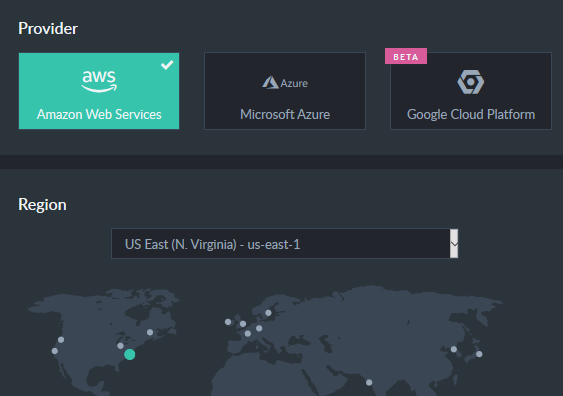 Provider
BETA
aws
Azure
Amazon Web Services
Microsoft Azure
Google Cloud Platform
Region
US East (N. Virginia) - us-east-1